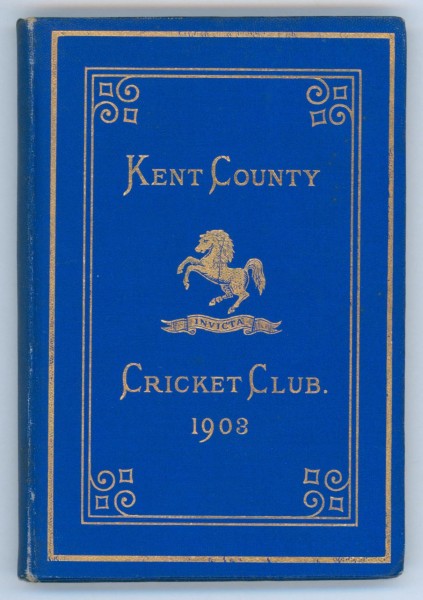 KENT COUNTY
INVICTA
CRICKET CLUB.
1903